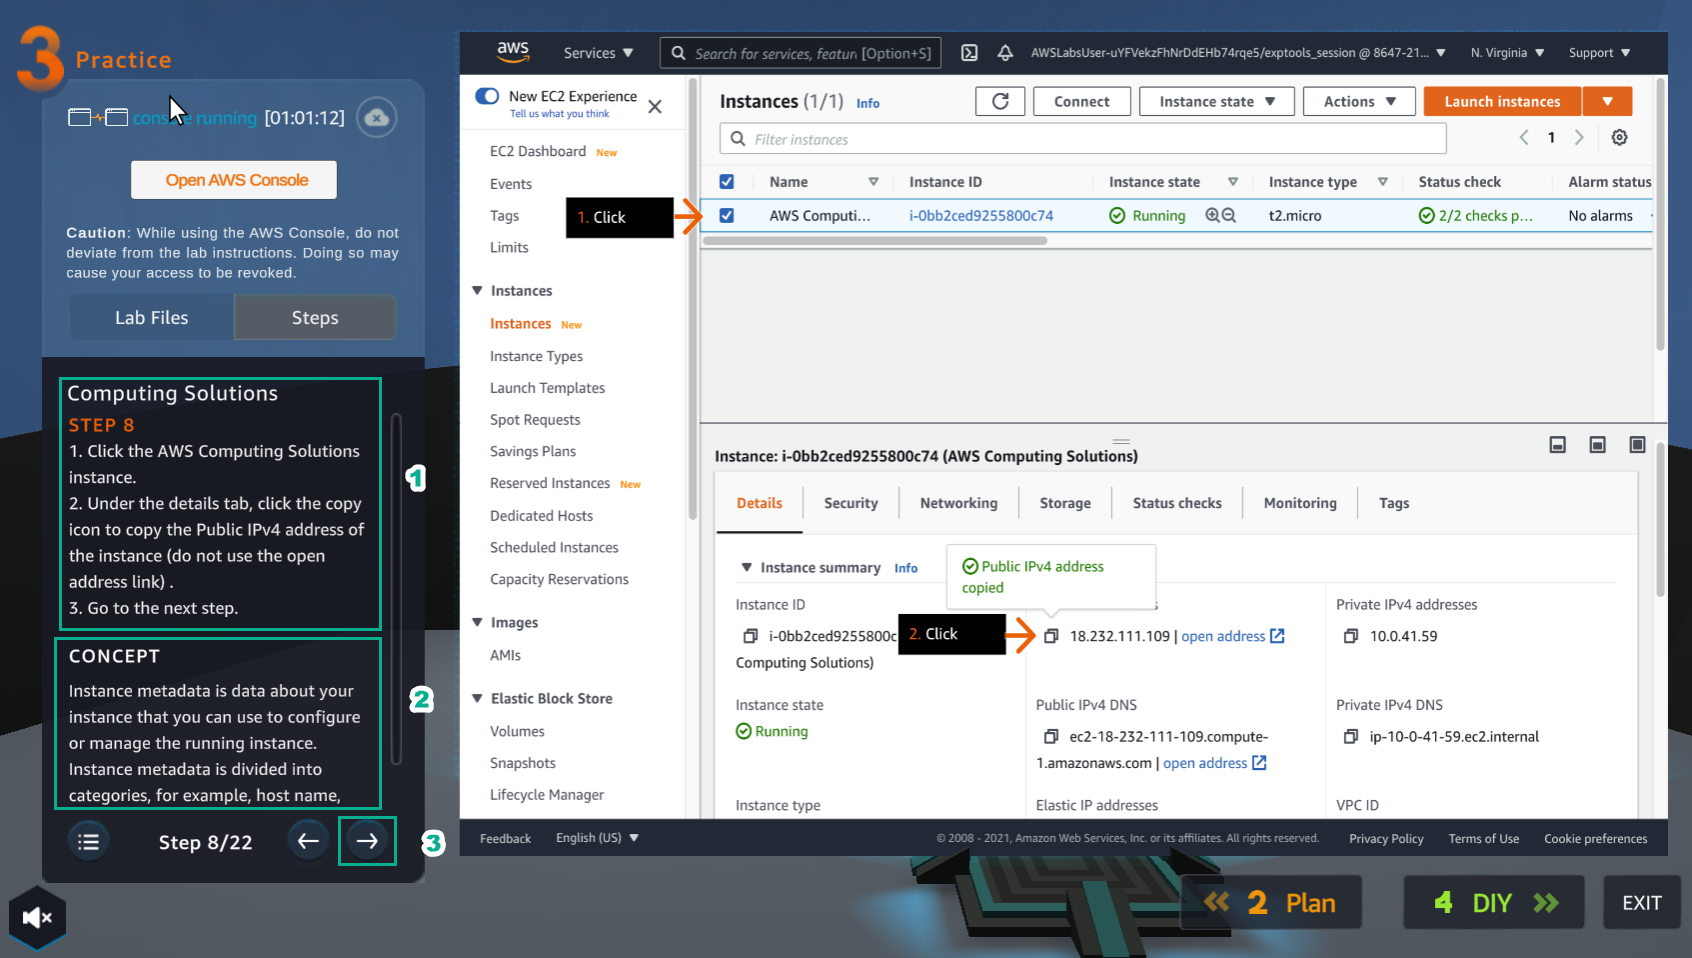 3 Practice
console running [01:01:12]
Open AWS Console
Caution: While using the AWS Console, do not
deviate from the lab instructions. Doing so may
cause your access to be revoked.
Lab Files
Steps
Computing Solutions
STEP 8
1. Click the AWS Computing Solutions
instance.
2. Under the details tab, click the copy
icon to copy the Public IPv4 address of
the instance (do not use the open
address link) .
3. Go to the next step.
1
CONCEPT
Instance metadata is data about your
instance that you can use to configure
or manage the running instance.
Instance metadata is divided into
categories, for example, host name,
2
Step 8/22
3
aws
Services
Search for services, featur [Option+S]
AWSLabsUser-uYFVekzFhNrDdEHb74rqe5/exptools_session @ 8647-21...
N. Virginia
Support
New EC2 Experience
Tell us what you think
EC2 Dashboard New
Events
Tags
Limits
Instances
Instances New
Instance Types
Launch Templates
Spot Requests
Savings Plans
Reserved Instances New
Dedicated Hosts
Scheduled Instances
Capacity Reservations
Images
AMIs
Elastic Block Store
Volumes
Snapshots
Lifecycle Manager
Instances (1/1) Info
Connect
Instance state
Actions
Launch instances
Filter instances
1
Name
Instance ID
Instance state
Instance type
Status check
Alarm status
1. Click
AWS Computi...
i-0bb2ced9255800c74
Running
t2.micro
2/2 checks p...
No alarms
Instance: i-0bb2ced9255800c74 (AWS Computing Solutions)
Details
Security
Networking
Storage
Status checks
Monitoring
Tags
Instance summary Info
Public IPv4 address
copied
Instance ID
i-0bb2ced9255800c
Computing Solutions)
2. Click
18.232.111.109 | open address
Private IPv4 addresses
10.0.41.59
Instance state
Running
Public IPv4 DNS
ec2-18-232-111-109.compute-
1.amazonaws.com | open address
Private IPv4 DNS
ip-10-0-41-59.ec2.internal
Instance type
Elastic IP addresses
VPC ID
Feedback
English (US)
© 2008 - 2021, Amazon Web Services, Inc. or its affiliates. All rights reserved.
Privacy Policy
Terms of Use
Cookie preferences
2 Plan
4 DIY
EXIT